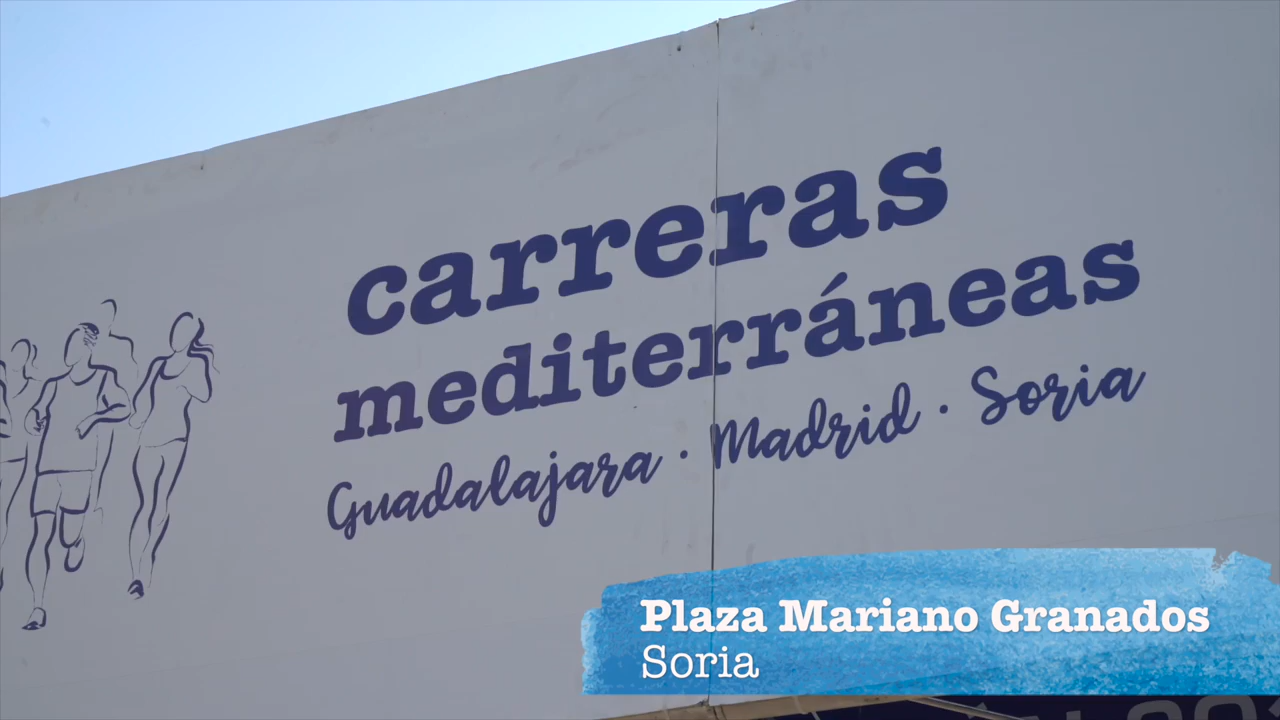 carreras
mediterráneas
Guadalajara · Madrid · Soria
Plaza Mariano Granados
Soria